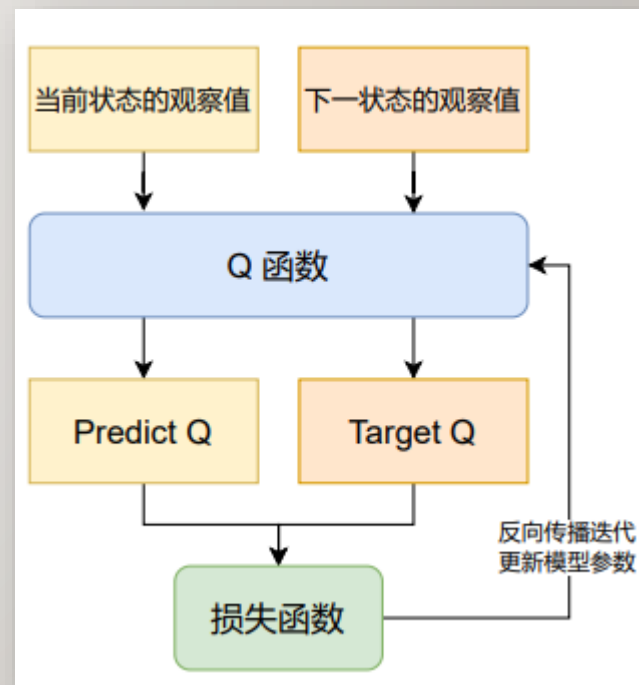 当前状态的观察值
下一状态的观察值
Q 函数
Predict Q
Target Q
反向传播迭代
更新模型参数
损失函数